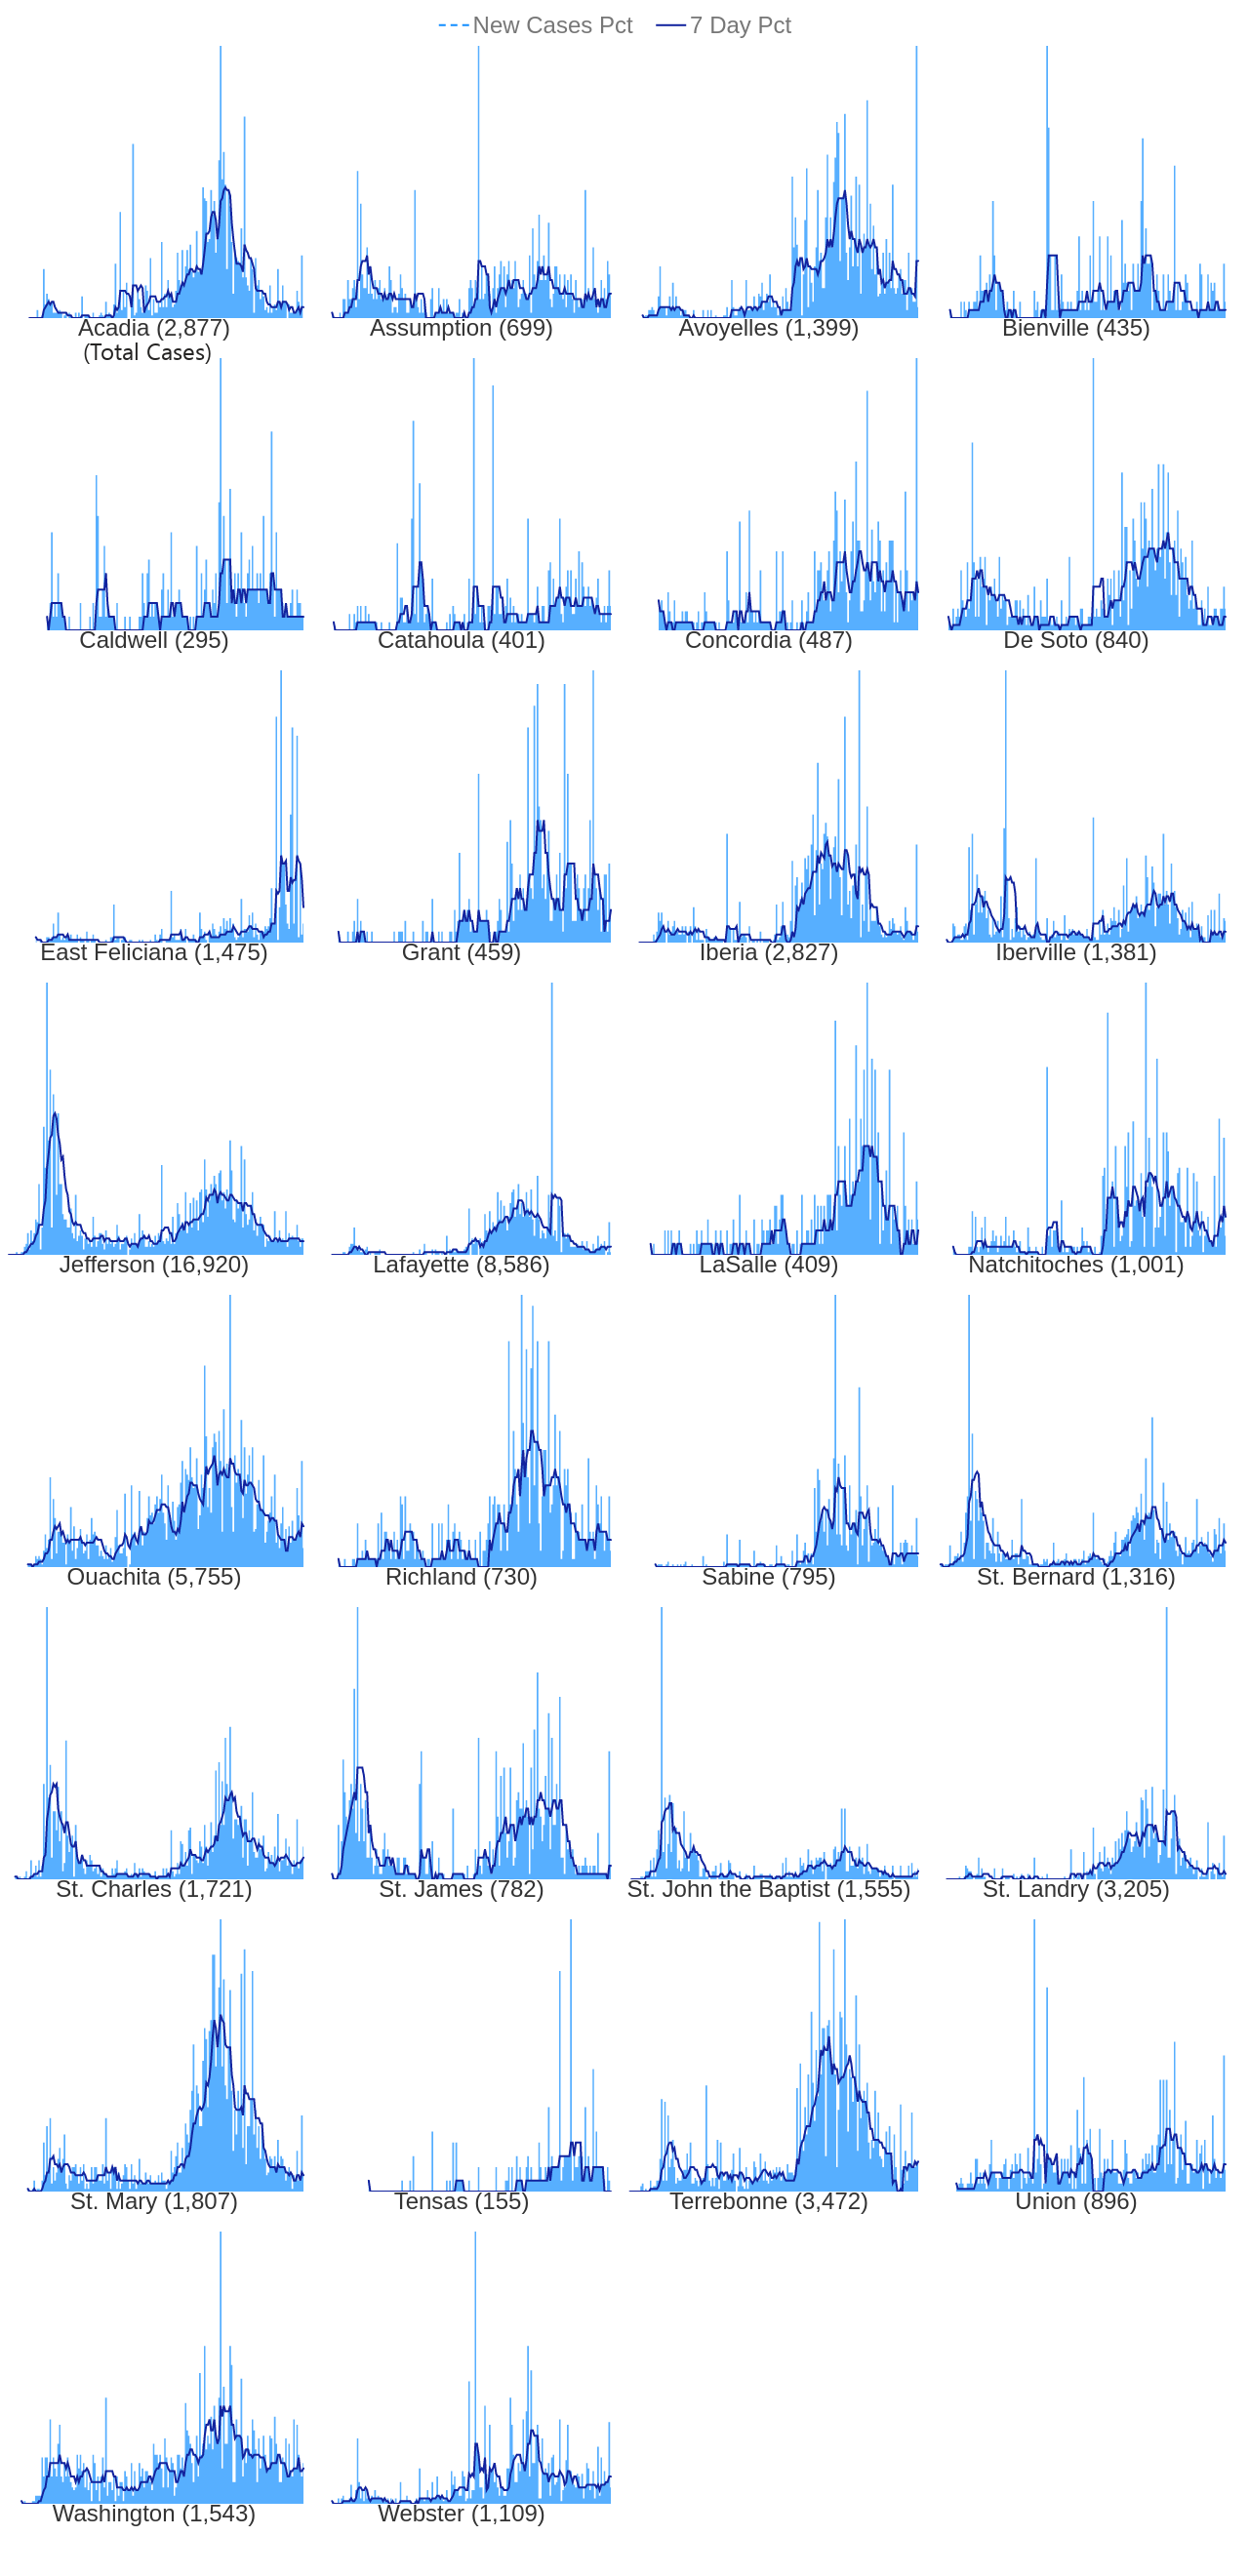 New Cases Pct 7 Day Pct
Acadia (2,877) Assumption (699) Avoyelles (1,399) Bienville (435)
(Total Cases)
Caldwell (295) Catahoula (401) Concordia (487) De Soto (840)
East Feliciana (1,475) Grant (459) Iberia (2,827) Iberville (1,381)
Jefferson (16,920) Lafayette (8,586) LaSalle (409) Natchitoches (1,001)
Ouachita (5,755) Richland (730) Sabine (795) St. Bernard (1,316)
St. Charles (1,721) St. James (782) St. John the Baptist (1,555) St. Landry (3,205)
St. Mary (1,807) Tensas (155) Terrebonne (3,472) Union (896)
Washington (1,543) Webster (1,109)